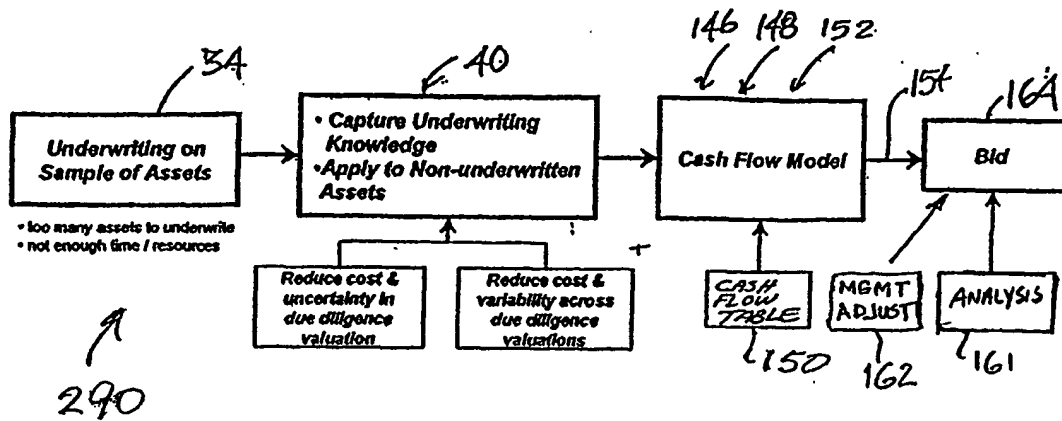 34
40
146 148 152
154
164
Underwriting on
Sample of Assets
• too many assets to underwrite
• not enough time / resources
• Capture Underwriting
Knowledge
• Apply to Non-underwritten
Assets
Reduce cost &
uncertainty in
due diligence
valuation
Reduce cost &
variability across
due diligence
valuations
Cash Flow Model
CASH
FLOW
TABLE
150
Bid
MGMT
ADJUST
162
ANALYSIS
161
290